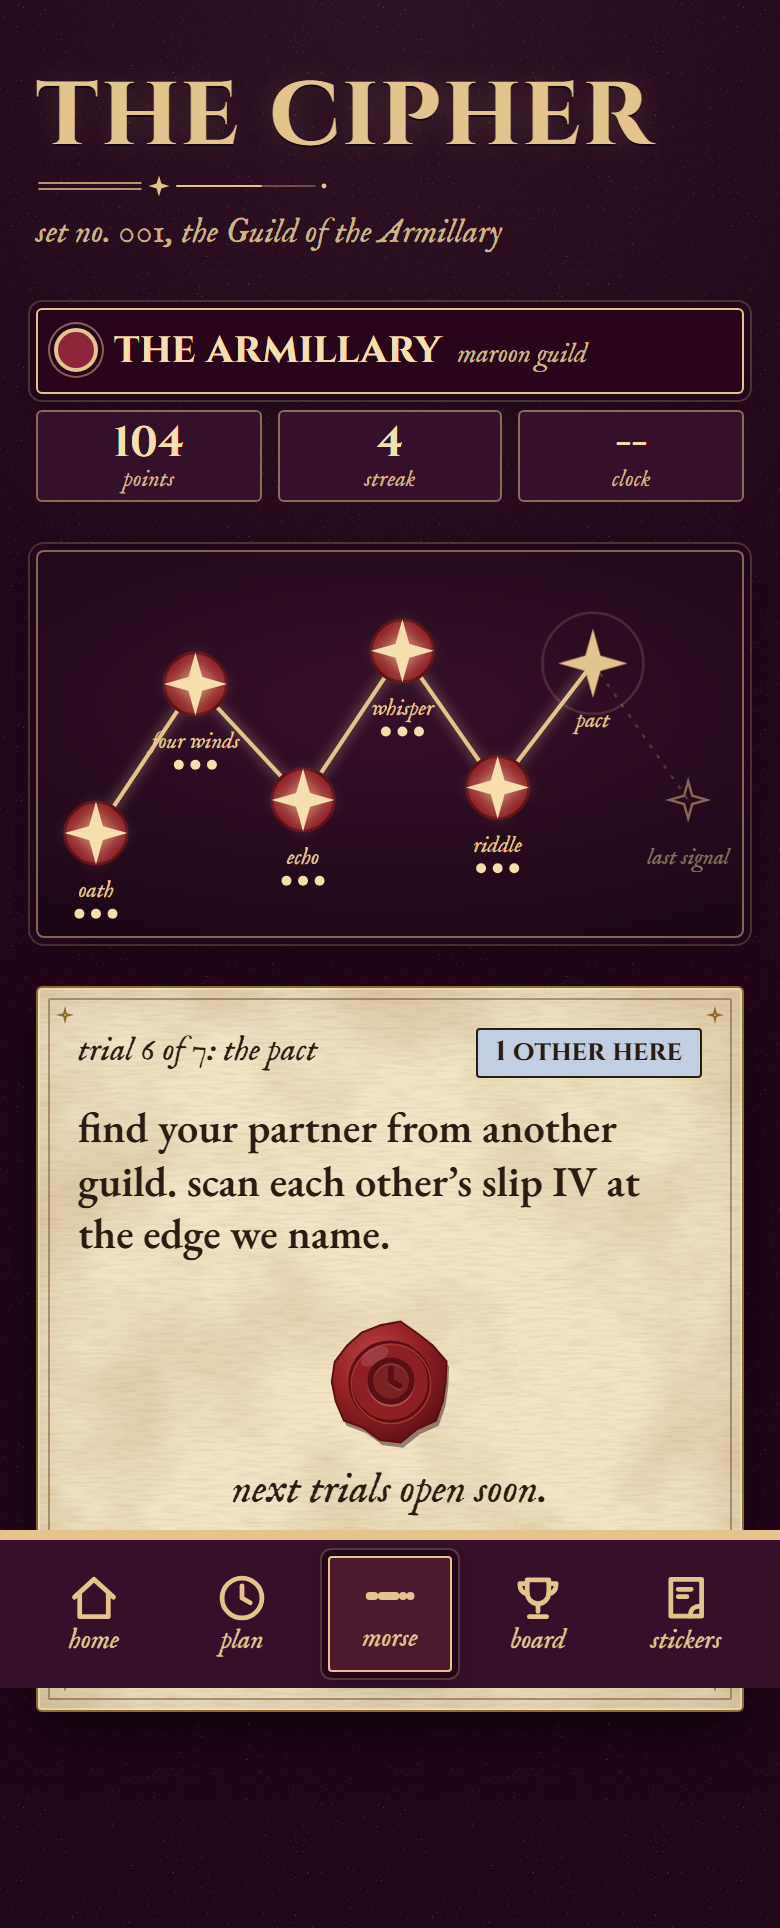 THE CIPHER
set no. 001, the Guild of the Armillary
THE ARMILLARY maroon guild
104
points
4
streak
--
clock
whisper
pact
four winds
riddle
echo
last signal
oath
trial 6 of 7: the pact
1 OTHER HERE
find your partner from another
guild. scan each other’s slip IV at
the edge we name.
next trials open soon.
home
plan
morse
board
stickers